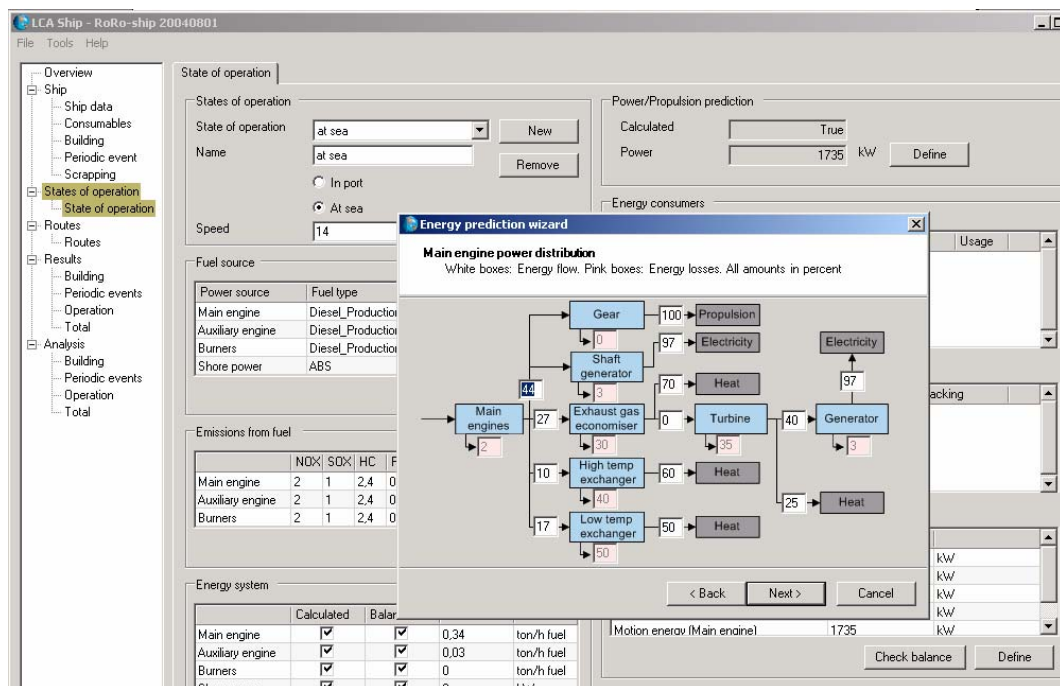 LCA Ship - RoRo-ship 20040801
File Tools Help
Overview
Ship
Ship data
Consumables
Building
Periodic event
Scrapping
States of operation
State of operation
Routes
Routes
Results
Building
Periodic events
Operation
Total
Analysis
Building
Periodic events
Operation
Total
State of operation
States of operation
State of operation at sea New
Name at sea Remove
In port
At sea
Speed 14
Fuel source
Power source Fuel type
Main engine Diesel_Production
Auxiliary engine Diesel_Production
Burners Diesel_Production
Shore power ABS
Emissions from fuel
NOX SOX HC
Main engine 2 1 2,4 0
Auxiliary engine 2 1 2,4 0
Burners 2 1 2,4 0
Energy system
Calculated
Main engine 0,34 ton/h fuel
Auxiliary engine 0,03 ton/h fuel
Burners 0 ton/h fuel
Power/Propulsion prediction
Calculated True
Power 1735 kW Define
Energy consumers
Usage
acking
kW
kW
kW
kW
Motion energy (Main engine) 1735
Check balance Define
Energy prediction wizard
Main engine power distribution
White boxes: Energy flow. Pink boxes: Energy losses. All amounts in percent
Gear 100 Propulsion
0
Shaft generator 97 Electricity
3
44
Main engines
2
27 Exhaust gas economiser 70 Heat
30
0 Turbine 40 Generator 97 Electricity
35
3
25 Heat
10 High temp exchanger 60 Heat
40
17 Low temp exchanger 50 Heat
50
< Back Next > Cancel